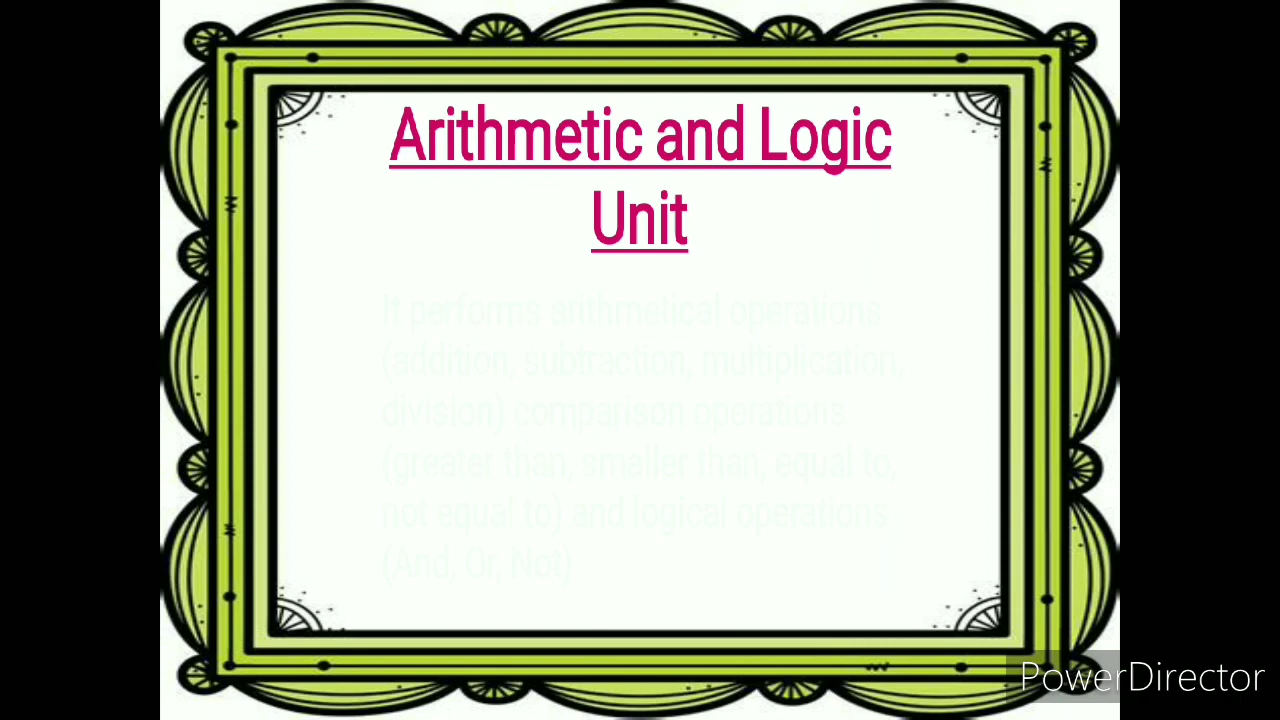 Arithmetic and Logic
Unit
It performs arithmetical operations
(addition, subtraction, multiplication,
division) comparison operations
(greater than, smaller than, equal to,
not equal to) and logical operations
(And, Or, Not)
PowerDirector